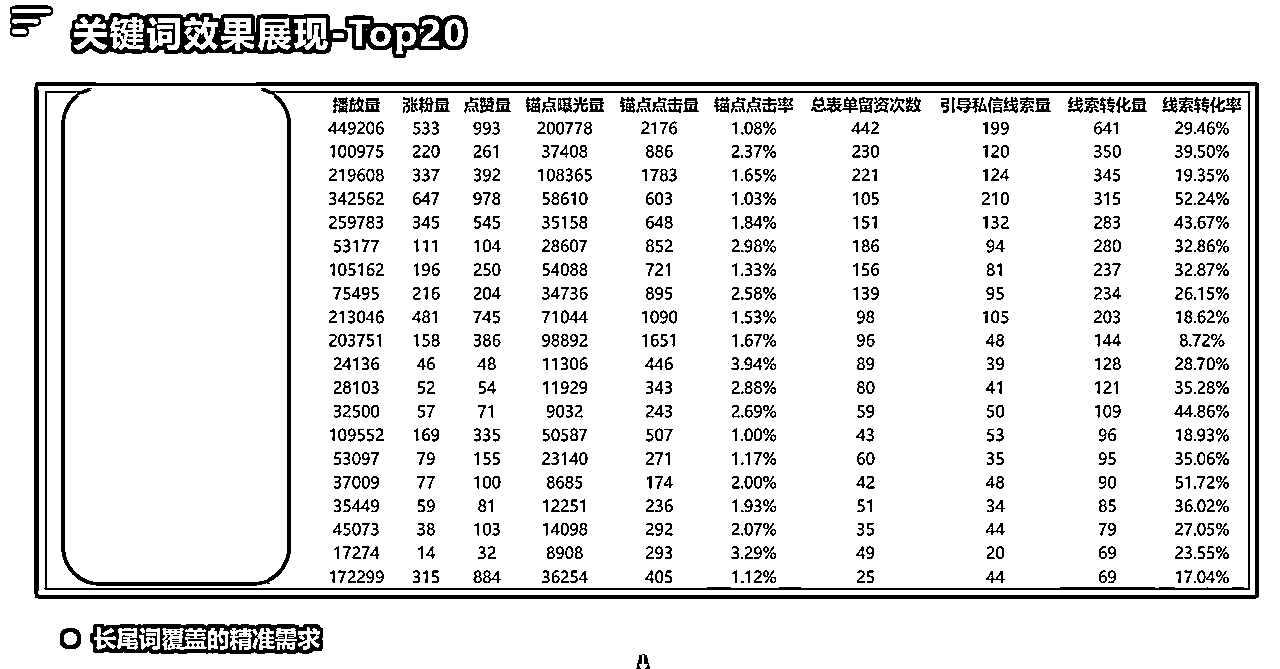 关键词效果展现-Top20
播放量 涨粉量 点赞量 锚点曝光量 锚点点击量 锚点点击率 总表单留资次数 引导私信线索量 线索转化量 线索转化率
449206 533 993 200778 2176 1.08% 442 199 641 29.46%
100975 220 261 37408 886 2.37% 230 120 350 39.50%
219608 337 392 108365 1783 1.65% 221 124 345 19.35%
342562 647 978 58610 603 1.03% 105 210 315 52.24%
259783 345 545 35158 648 1.84% 151 132 283 43.67%
53177 111 104 28607 852 2.98% 186 94 280 32.86%
105162 196 250 54088 721 1.33% 156 81 237 32.87%
75495 216 204 34736 895 2.58% 139 95 234 26.15%
213046 481 745 71044 1090 1.53% 98 105 203 18.62%
203751 158 386 98892 1651 1.67% 96 48 144 8.72%
24136 46 48 11306 446 3.94% 89 39 128 28.70%
28103 52 54 11929 343 2.88% 80 41 121 35.28%
32500 57 71 9032 243 2.69% 59 50 109 44.86%
109552 169 335 50587 507 1.00% 43 53 96 18.93%
53097 79 155 23140 271 1.17% 60 35 95 35.06%
37009 77 100 8685 174 2.00% 42 48 90 51.72%
35449 59 81 12251 236 1.93% 51 34 85 36.02%
45073 38 103 14098 292 2.07% 35 44 79 27.05%
17274 14 32 8908 293 3.29% 49 20 69 23.55%
172299 315 884 36254 405 1.12% 25 44 69 17.04%
长尾词覆盖的精准需求